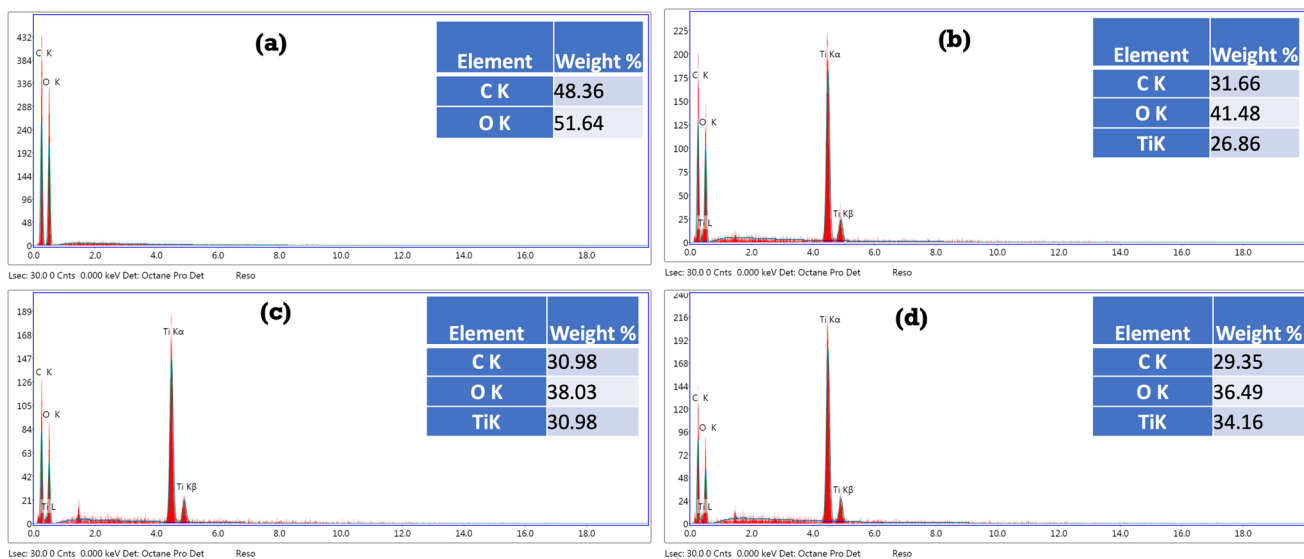 (a)
Element Weight %
C K 48.36
O K 51.64
432
384
336
288
240
192
144
96
48
0
C K
O K
0.0 2.0 4.0 6.0 8.0 10.0 12.0 14.0 16.0 18.0
Lsec: 30.0 0 Cnts 0.000 keV Det: Octane Pro Det Reso
(b)
Element Weight %
C K 31.66
O K 41.48
TiK 26.86
225
200
175
150
125
100
75
50
25
0
C K
O K
Ti L
Ti Kα
Ti Kβ
0.0 2.0 4.0 6.0 8.0 10.0 12.0 14.0 16.0 18.0
Lsec: 30.0 0 Cnts 0.000 keV Det: Octane Pro Det Reso
(c)
Element Weight %
C K 30.98
O K 38.03
TiK 30.98
189
168
147
126
105
84
63
42
21
0
C K
O K
Ti L
Ti Kα
Ti Kβ
0.0 2.0 4.0 6.0 8.0 10.0 12.0 14.0 16.0 18.0
Lsec: 30.0 0 Cnts 0.000 keV Det: Octane Pro Det Reso
(d)
Element Weight %
C K 29.35
O K 36.49
TiK 34.16
240
216
192
168
144
120
96
72
48
24
0
C K
O K
Ti L
Ti Kα
Ti Kβ
0.0 2.0 4.0 6.0 8.0 10.0 12.0 14.0 16.0 18.0
Lsec: 30.0 0 Cnts 0.000 keV Det: Octane Pro Det Reso